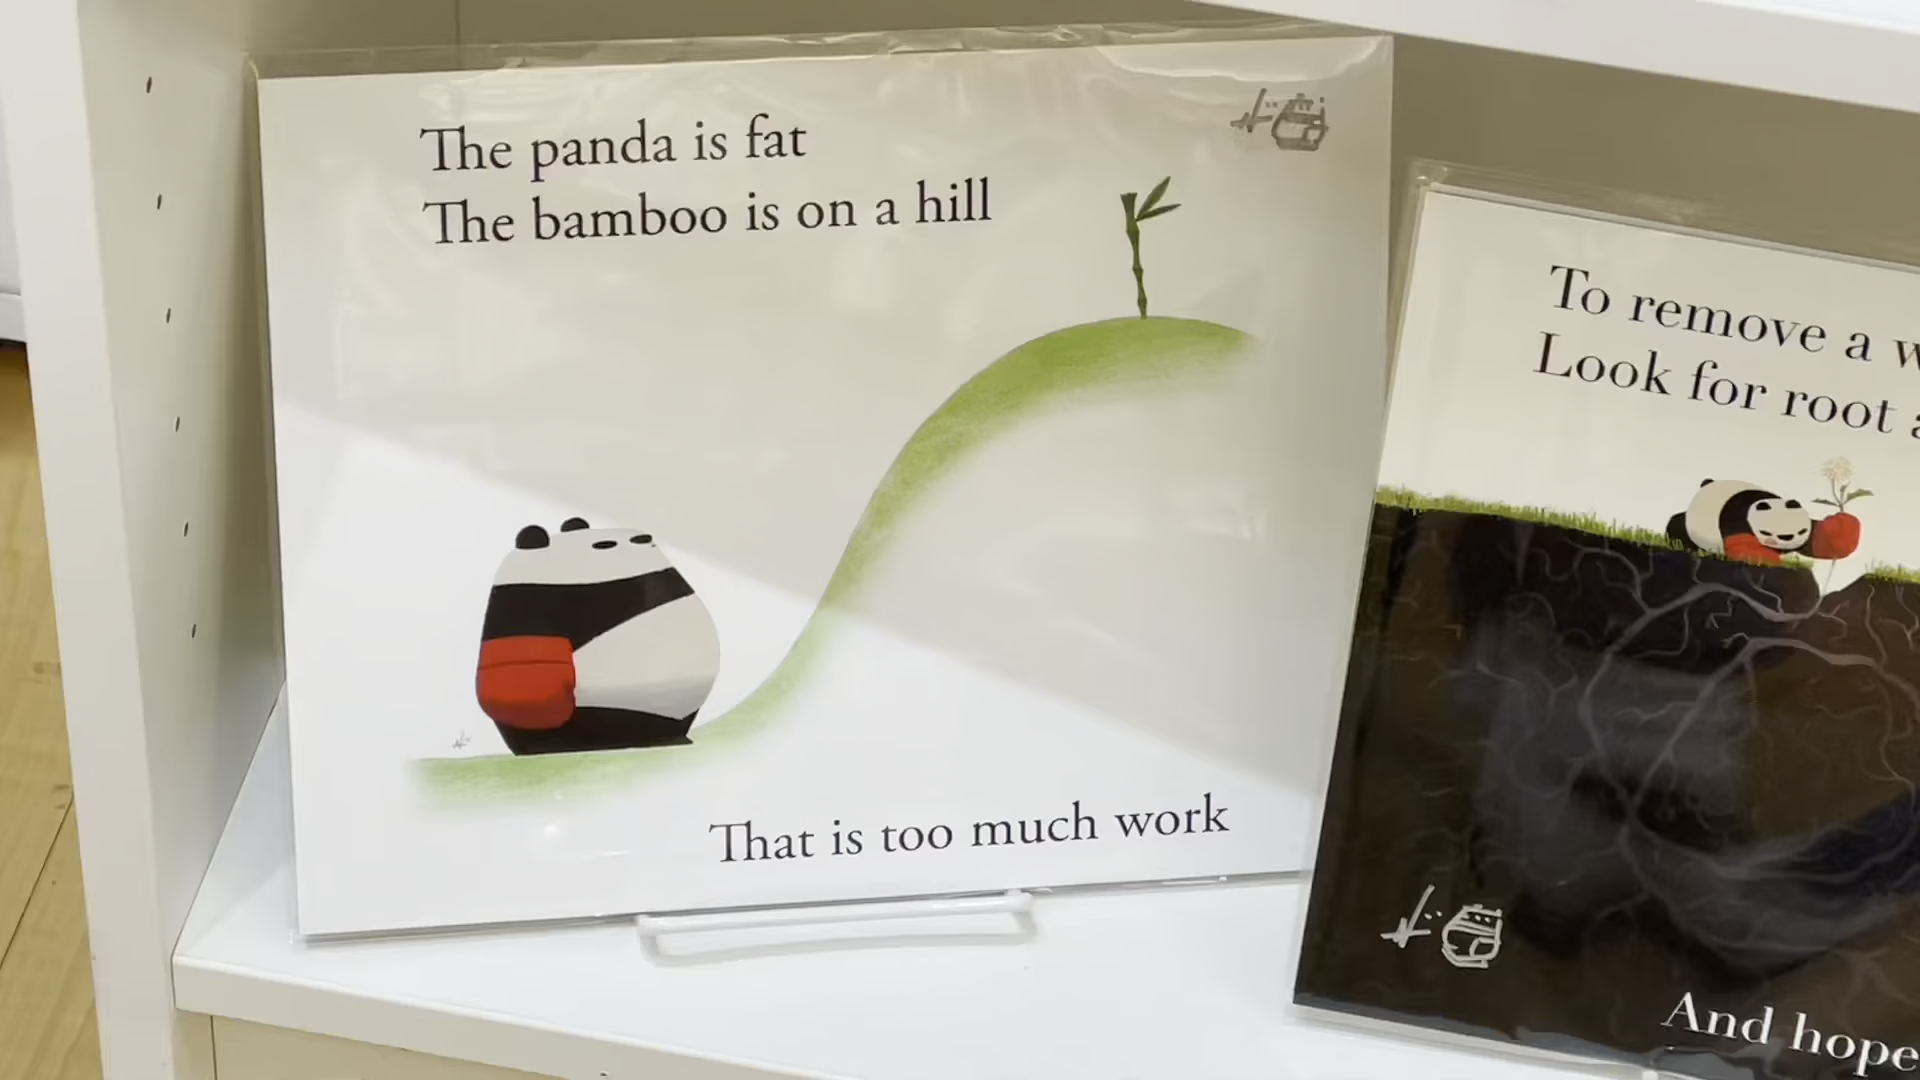 The panda is fat
The bamboo is on a hill
That is too much work
To remove a
Look for root
And hope